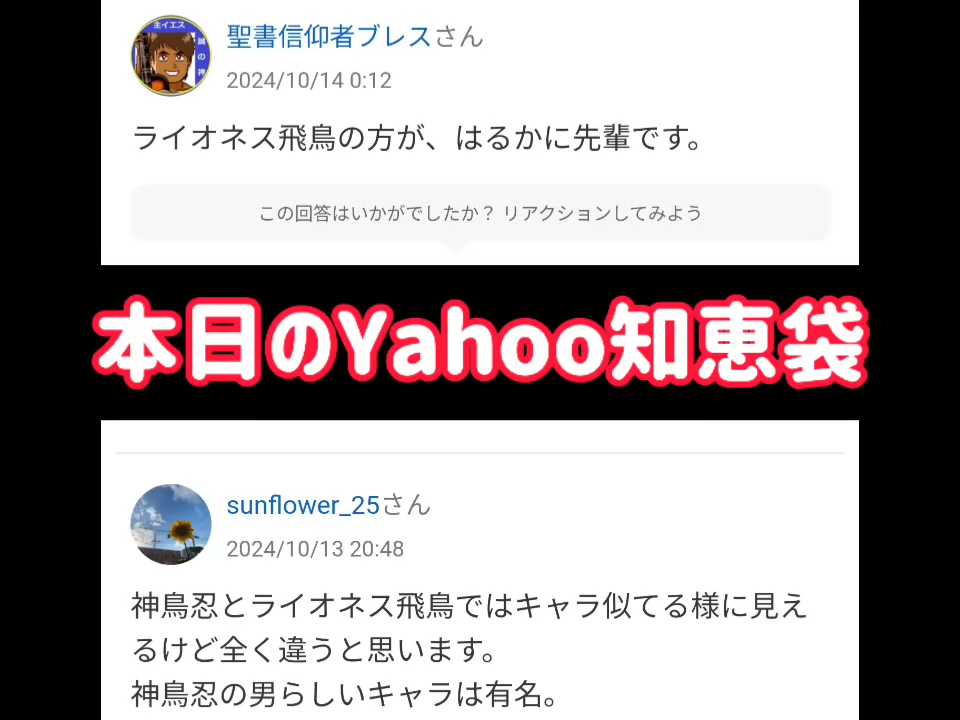 主イエス
誠の神
聖書信仰者ブレスさん
2024/10/14 0:12
ライオネス飛鳥の方が、はるかに先輩です。
この回答はいかがでしたか？ リアクションしてみよう
本日のYahoo知恵袋
sunflower_25さん
2024/10/13 20:48
神鳥忍とライオネス飛鳥ではキャラ似てる様に見え
るけど全く違うと思います。
神鳥忍の男らしいキャラは有名。